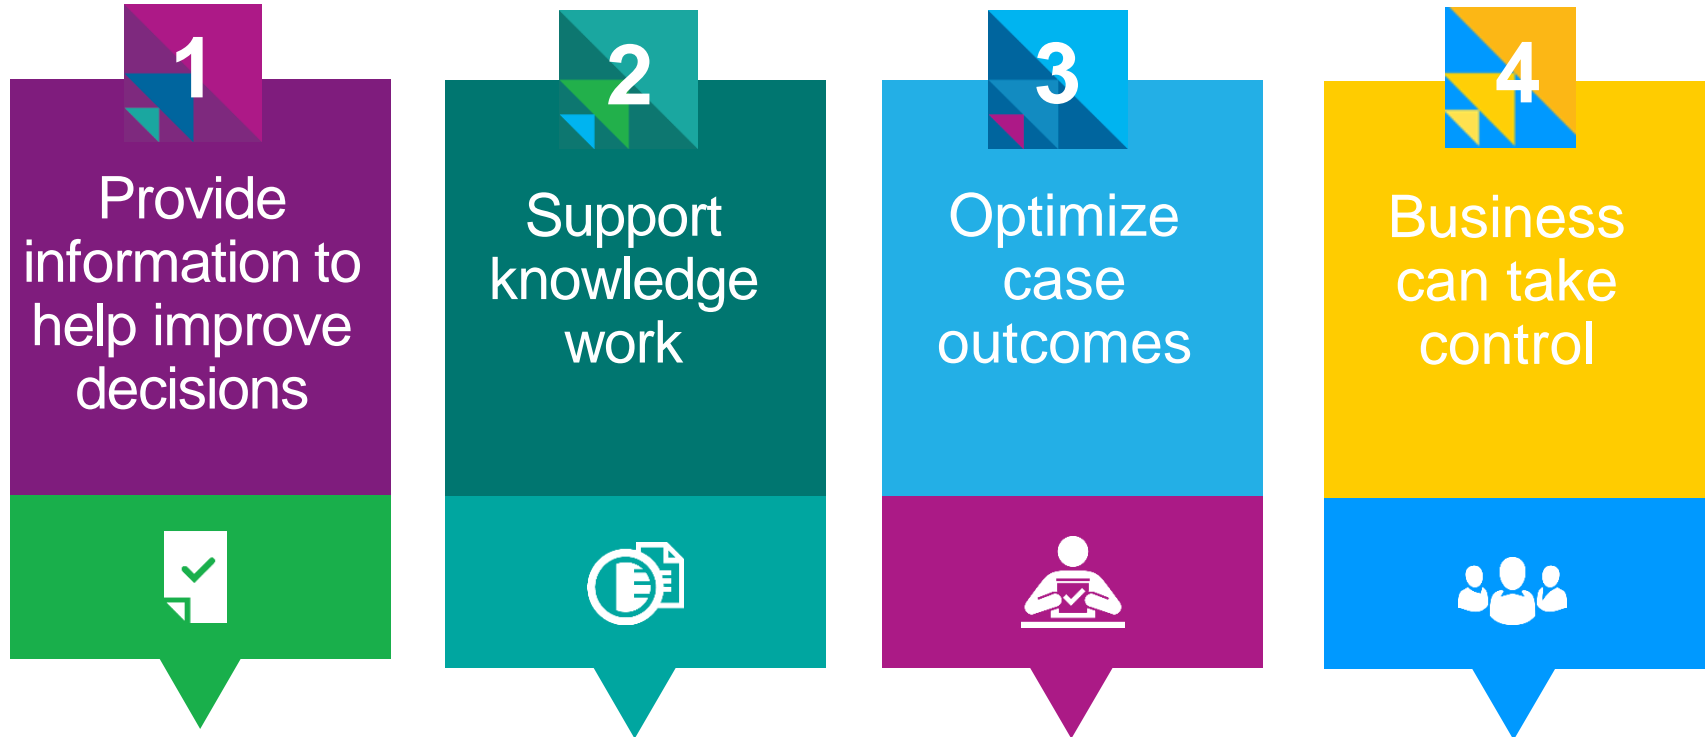 1
Provide
information to
help improve
decisions
2
Support
knowledge
work
3
Optimize
case
outcomes
4
Business
can take
control